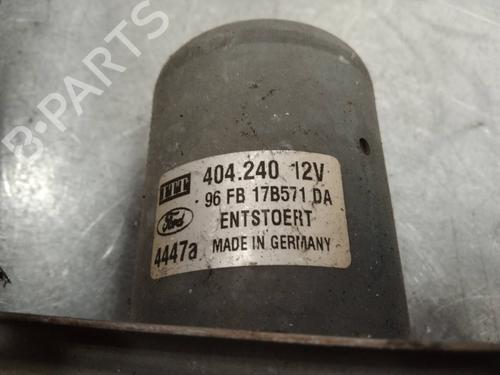 B-PARTS
ITT 404.240 12V
96 FB 17B571 DA
Ford ENTSTOERT
4447a MADE IN GERMANY